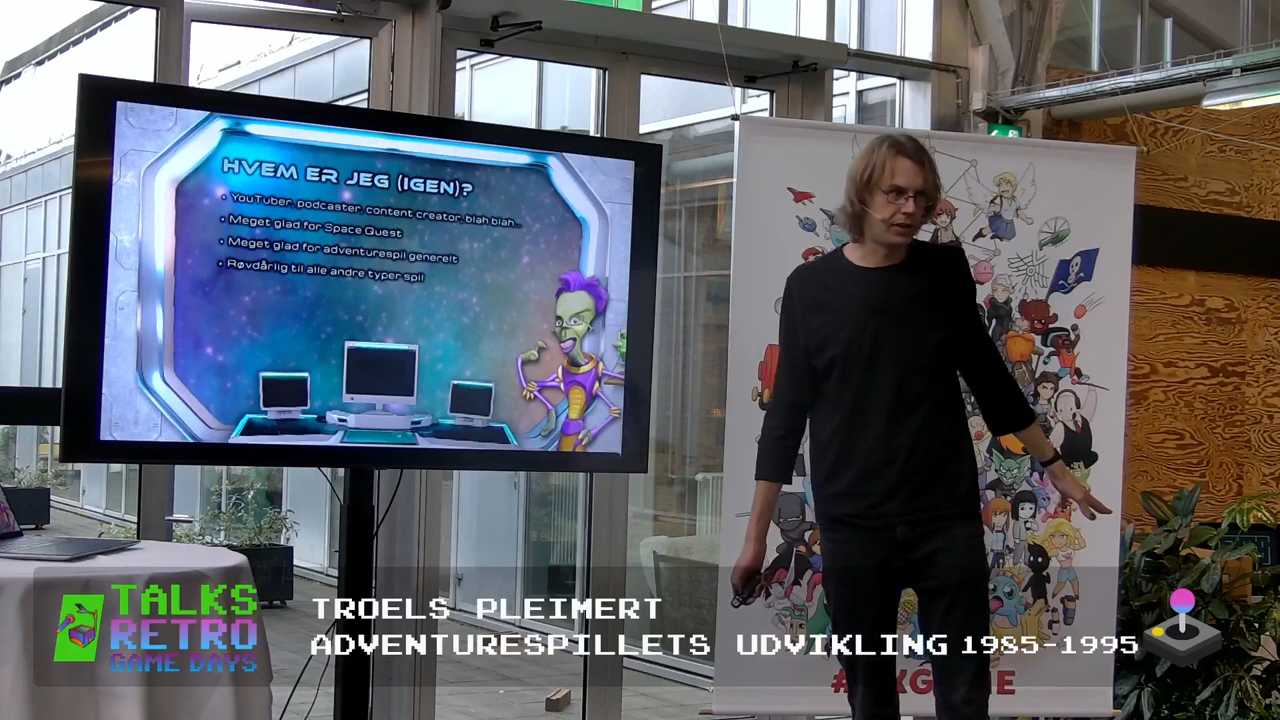 HVEM ER JEG (IGEN)?
• YouTuber, podcaster, content creator, blah blah...
• Meget glad for Space Quest
• Meget glad for adventurespil generelt
• Røvdårlig til alle andre typer spil
TALKS
RETRO
GAME DAYS
TROELS PLEIMERT
ADVENTURESPILLETS UDVIKLING 1985-1995